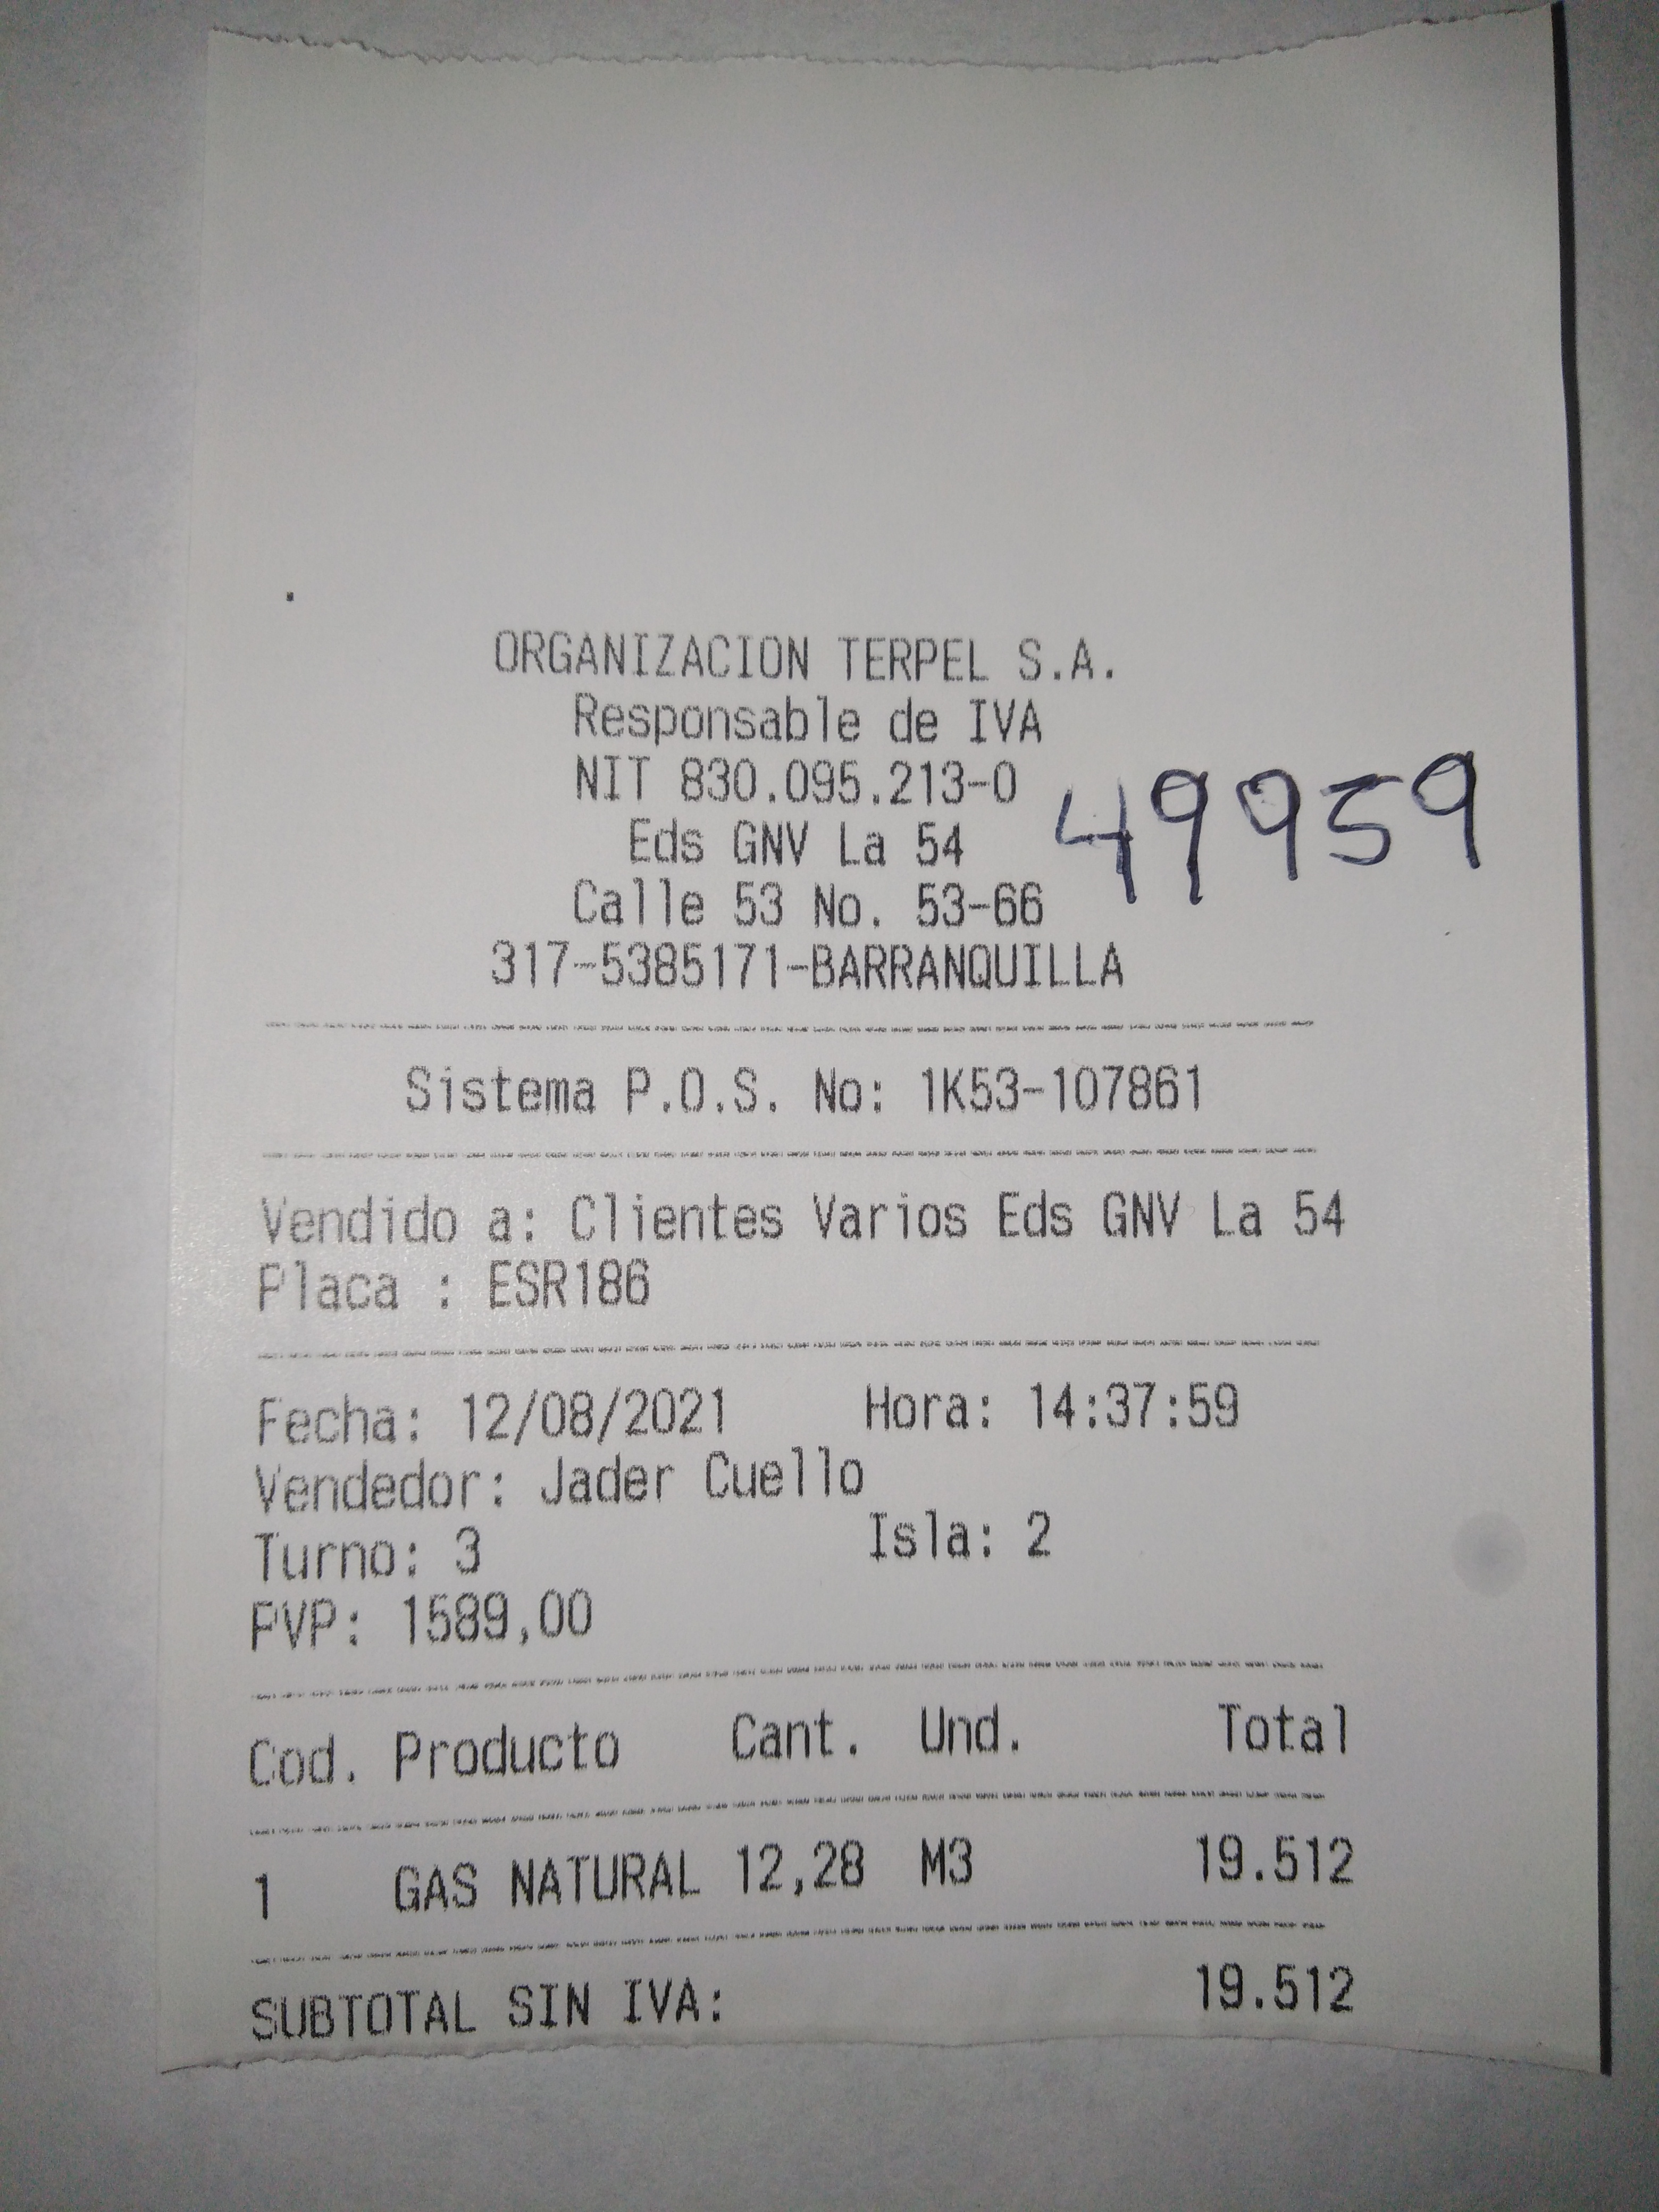 ORGANIZACION TERPEL S.A.
Responsable de IVA
NIT 830.095.213-0
49959
Eds GNV La 54
Calle 53 No. 53-66
317-5385171-BARRANQUILLA
Sistema P.O.S. No: 1K53-107861
Vendido a: Clientes Varios Eds GNV La 54
Placa : ESR186
Fecha: 12/08/2021 Hora: 14:37:59
Vendedor: Jader Cuello
Turno: 3 Isla: 2
PVP: 1589,00
Cod. Producto Cant. Und. Total
1 GAS NATURAL 12,28 M3 19.512
SUBTOTAL SIN IVA: 19.512